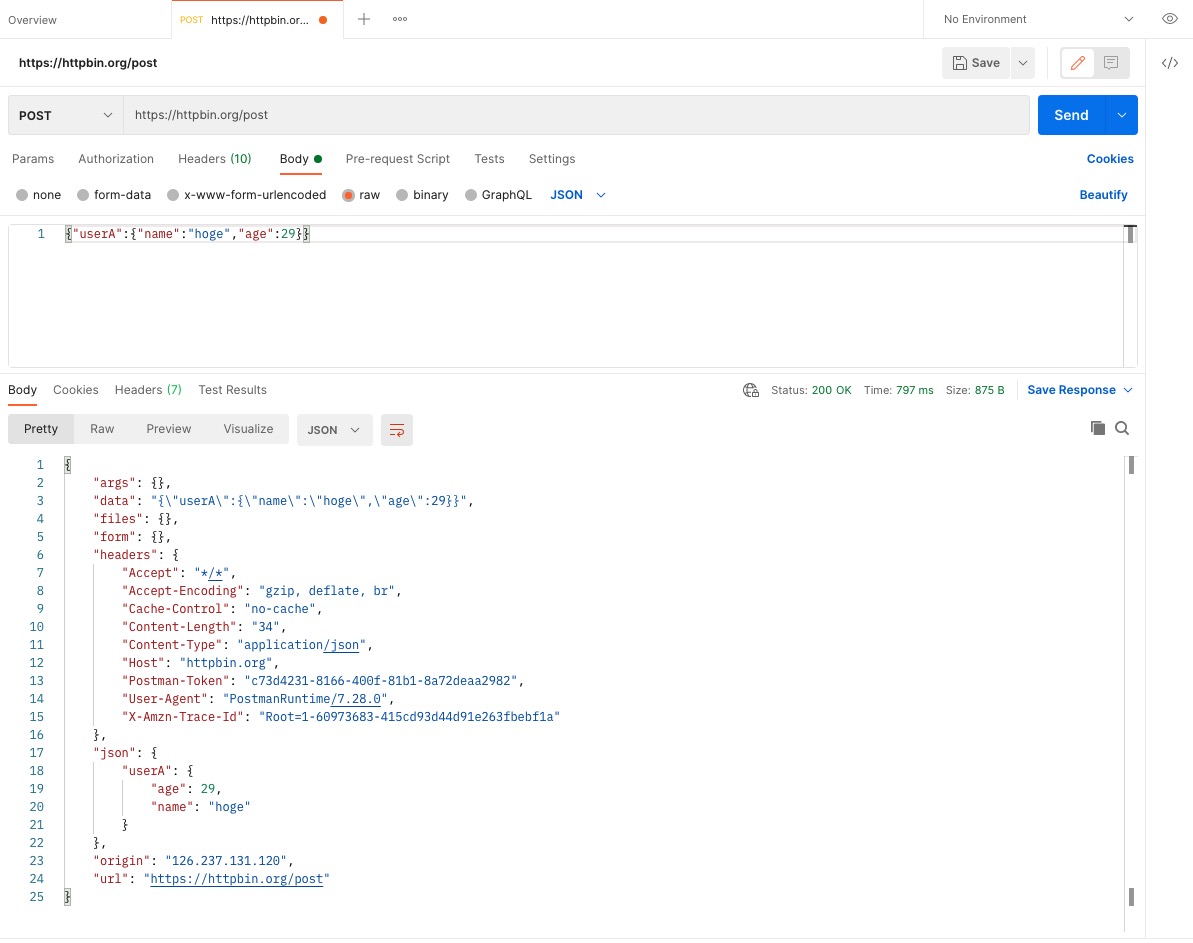 Overview
POST https://httpbin.or...
No Environment
https://httpbin.org/post
Save
POST
https://httpbin.org/post
Send
Params
Authorization
Headers (10)
Body
Pre-request Script
Tests
Settings
Cookies
none
form-data
x-www-form-urlencoded
raw
binary
GraphQL
JSON
Beautify
1 {"userA":{"name":"hoge","age":29}}
Body
Cookies
Headers (7)
Test Results
Status: 200 OK
Time: 797 ms
Size: 875 B
Save Response
Pretty
Raw
Preview
Visualize
JSON
1 {
2 "args": {},
3 "data": "{\"userA\":{\"name\":\"hoge\",\"age\":29}}",
4 "files": {},
5 "form": {},
6 "headers": {
7 "Accept": "*/*",
8 "Accept-Encoding": "gzip, deflate, br",
9 "Cache-Control": "no-cache",
10 "Content-Length": "34",
11 "Content-Type": "application/json",
12 "Host": "httpbin.org",
13 "Postman-Token": "c73d4231-8166-400f-81b1-8a72deaa2982",
14 "User-Agent": "PostmanRuntime/7.28.0",
15 "X-Amzn-Trace-Id": "Root=1-60973683-415cd93d44d91e263fbebf1a"
16 },
17 "json": {
18 "userA": {
19 "age": 29,
20 "name": "hoge"
21 }
22 },
23 "origin": "126.237.131.120",
24 "url": "https://httpbin.org/post"
25 }